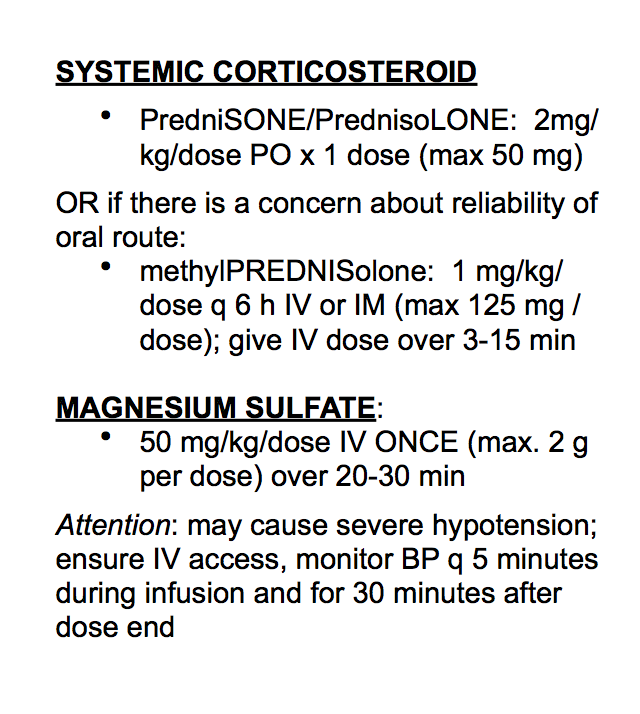 SYSTEMIC CORTICOSTEROID
• PredniSONE/PrednisoLONE:  2mg/
kg/dose PO x 1 dose (max 50 mg)
OR if there is a concern about reliability of
oral route:
• methylPREDNISolone:  1 mg/kg/
dose q 6 h IV or IM (max 125 mg /
dose); give IV dose over 3-15 min
MAGNESIUM SULFATE:
• 50 mg/kg/dose IV ONCE (max. 2 g
per dose) over 20-30 min
Attention: may cause severe hypotension;
ensure IV access, monitor BP q 5 minutes
during infusion and for 30 minutes after
dose end